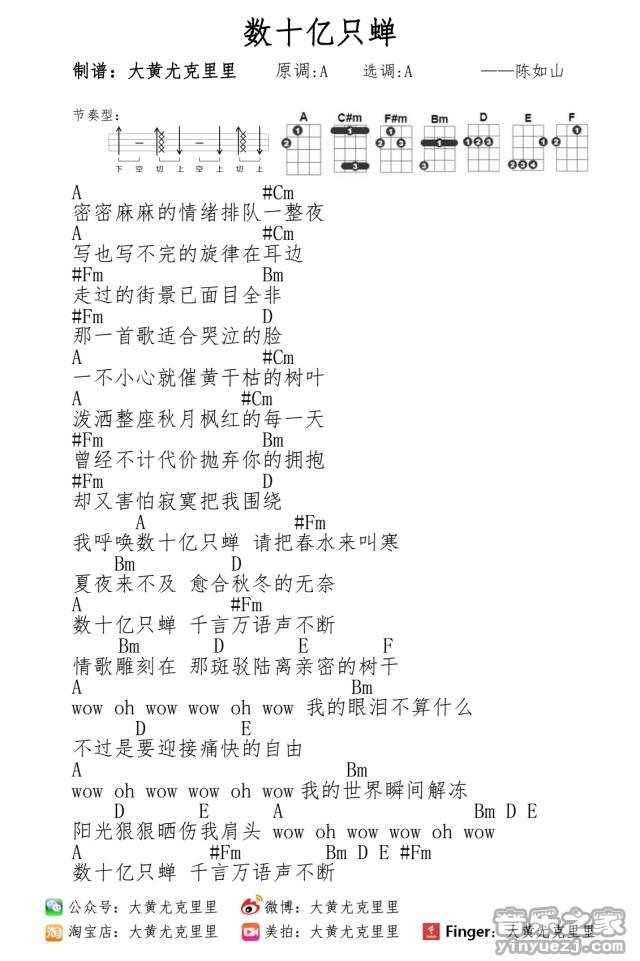 数十亿只蝉
制谱：大黄尤克里里 原调:A 选调:A ——陈如山
节奏型：
A C#m F#m Bm D E F
下 空 切 上 空 上 切 上
A #Cm
密密麻麻的情绪排队一整夜
A #Cm
写也写不完的旋律在耳边
#Fm Bm
走过的街景已面目全非
#Fm D
那一首歌适合哭泣的脸
A #Cm
一不小心就催黄干枯的树叶
A #Cm
泼洒整座秋月枫红的每一天
#Fm Bm
曾经不计代价抛弃你的拥抱
#Fm D
却又害怕寂寞把我围绕
A #Fm
我呼唤数十亿只蝉 请把春水来叫寒
Bm D
夏夜来不及 愈合秋冬的无奈
A #Fm
数十亿只蝉 千言万语声不断
Bm D E F
情歌雕刻在 那斑驳陆离亲密的树干
A Bm
wow oh wow wow oh wow 我的眼泪不算什么
D E
不过是要迎接痛快的自由
A Bm
wow oh wow wow oh wow 我的世界瞬间解冻
D E A Bm D E
阳光狠狠晒伤我肩头 wow oh wow wow oh wow
A #Fm Bm D E #Fm
数十亿只蝉 千言万语声不断
公众号：大黄尤克里里 微博：大黄尤克里里
淘 淘宝店：大黄尤克里里 美拍：大黄尤克里里 Finger：大黄尤克里里
音乐之家
yinyuezj.com